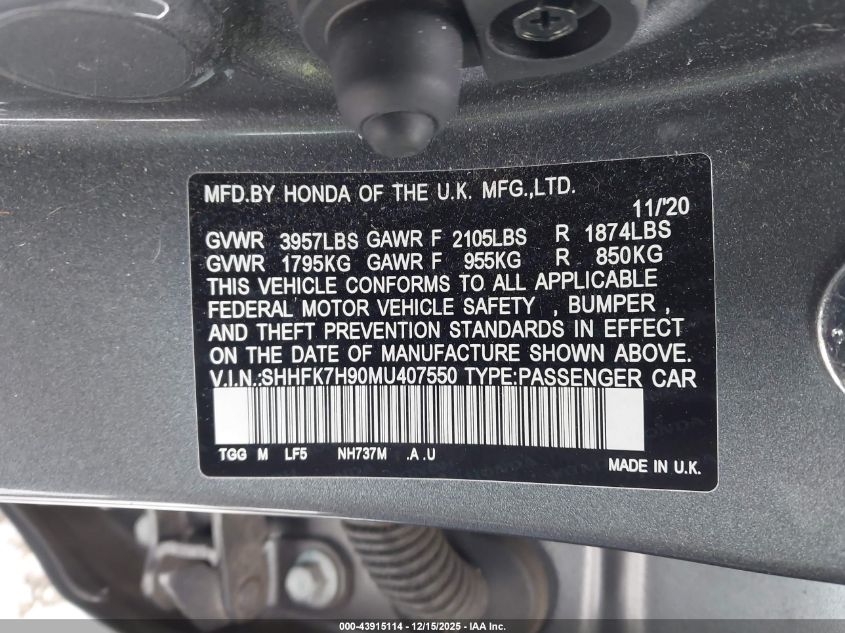 MFD.BY HONDA OF THE U.K. MFG.,LTD.
11/'20
GVWR 3957LBS GAWR F 2105LBS R 1874LBS
GVWR 1795KG GAWR F 955KG R 850KG
THIS VEHICLE CONFORMS TO ALL APPLICABLE
FEDERAL MOTOR VEHICLE SAFETY , BUMPER ,
AND THEFT PREVENTION STANDARDS IN EFFECT
ON THE DATE OF MANUFACTURE SHOWN ABOVE.
V.I.N.:SHHFK7H90MU407550 TYPE:PASSENGER CAR
TGG M LF5 NH737M .A .U
MADE IN U.K.
000-43915114 - 12/15/2025 - IAA Inc.